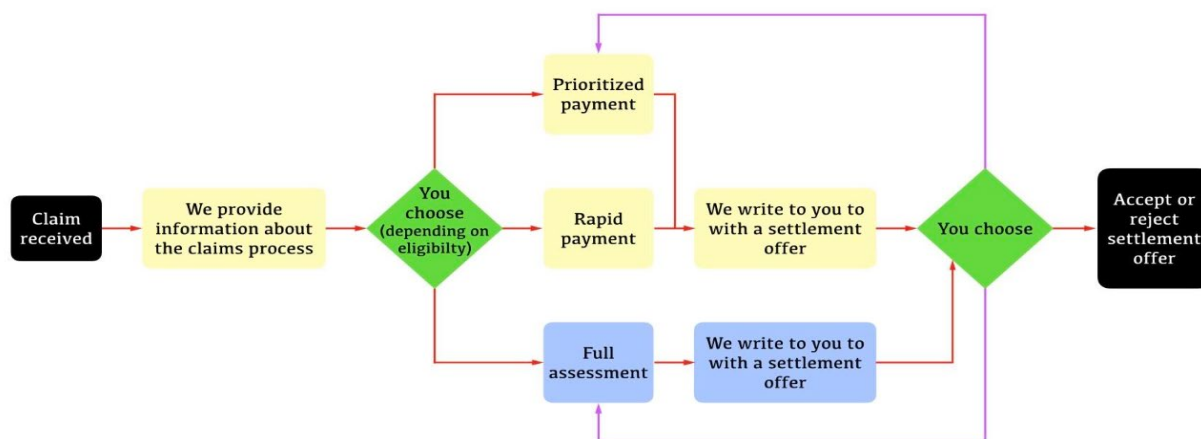 Claim
received
We provide
information about
the claims process
You
choose
(depending on
eligibilty)
Prioritized
payment
Rapid
payment
Full
assessment
We write to you to
with a settlement
offer
We write to you to
with a settlement
offer
You choose
Accept or
reject
settlement
offer